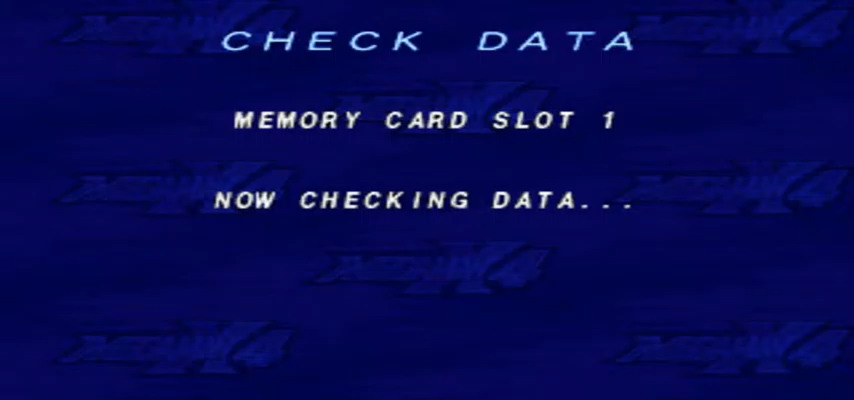 CHECK DATA
MEMORY CARD SLOT 1
NOW CHECKING DATA...